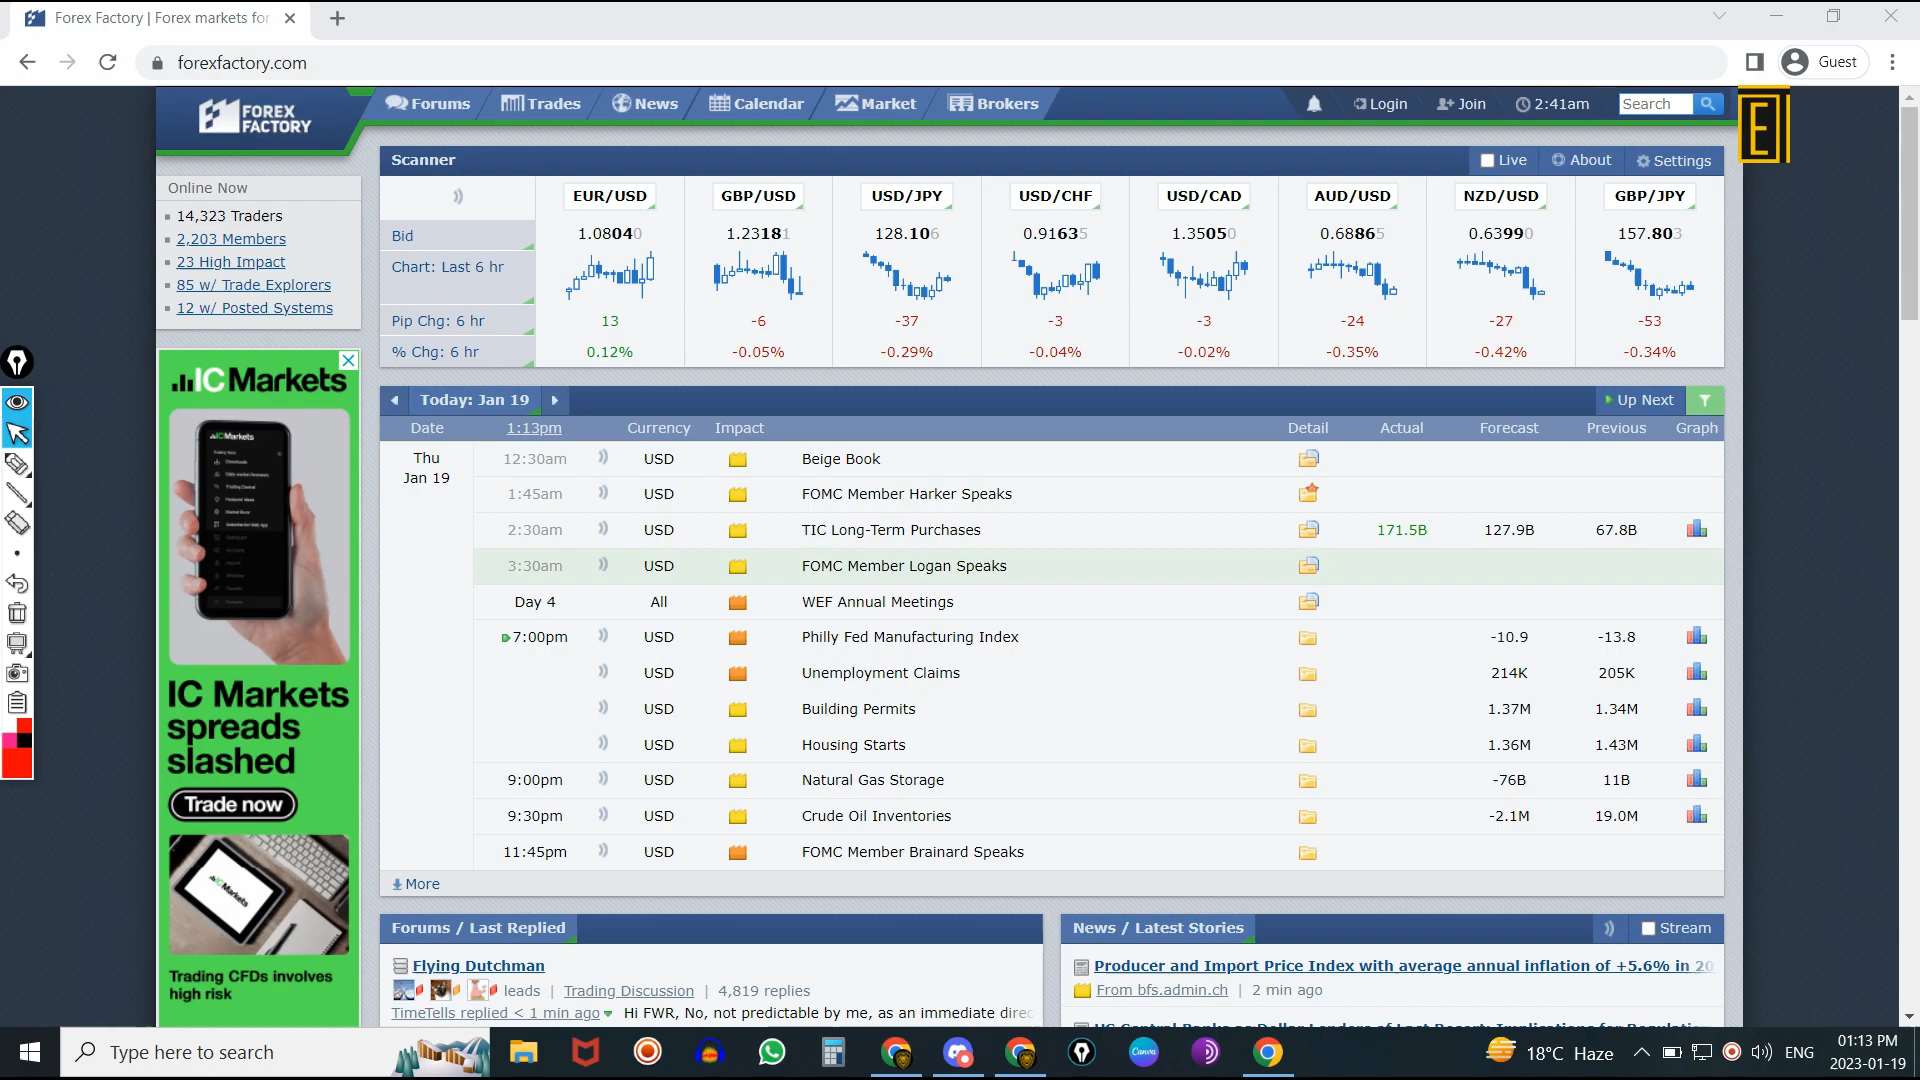 Forex Factory | Forex markets for
forexfactory.com
Guest
FOREX
FACTORY
Forums
Trades
News
Calendar
Market
Brokers
Login
Join
2:41am
Search
E
Online Now
14,323 Traders
2,203 Members
23 High Impact
85 w/ Trade Explorers
12 w/ Posted Systems
Scanner
Live
About
Settings
EUR/USD GBP/USD USD/JPY USD/CHF USD/CAD AUD/USD NZD/USD GBP/JPY
Bid 1.08040 1.23181 128.106 0.91635 1.35050 0.68865 0.63990 157.803
Chart: Last 6 hr
Pip Chg: 6 hr 13 -6 -37 -3 -3 -24 -27 -53
% Chg: 6 hr 0.12% -0.05% -0.29% -0.04% -0.02% -0.35% -0.42% -0.34%
IC Markets
IC Markets
IC Markets
spreads
slashed
Trade now
IC Markets
Trading CFDs involves
high risk
Today: Jan 19
Up Next
Date 1:13pm Currency Impact Detail Actual Forecast Previous Graph
Thu
Jan 19
12:30am USD Beige Book
1:45am USD FOMC Member Harker Speaks
2:30am USD TIC Long-Term Purchases 171.5B 127.9B 67.8B
3:30am USD FOMC Member Logan Speaks
Day 4 All WEF Annual Meetings
7:00pm USD Philly Fed Manufacturing Index -10.9 -13.8
USD Unemployment Claims 214K 205K
USD Building Permits 1.37M 1.34M
USD Housing Starts 1.36M 1.43M
9:00pm USD Natural Gas Storage -76B 11B
9:30pm USD Crude Oil Inventories -2.1M 19.0M
11:45pm USD FOMC Member Brainard Speaks
More
Forums / Last Replied
Flying Dutchman
leads | Trading Discussion | 4,819 replies
TimeTells replied < 1 min ago Hi FWR, No, not predictable by me, as an immediate direc
News / Latest Stories
Stream
Producer and Import Price Index with average annual inflation of +5.6% in 20
From bfs.admin.ch | 2 min ago
Type here to search
Canva
18°C Haze
ENG
01:13 PM
2023-01-19